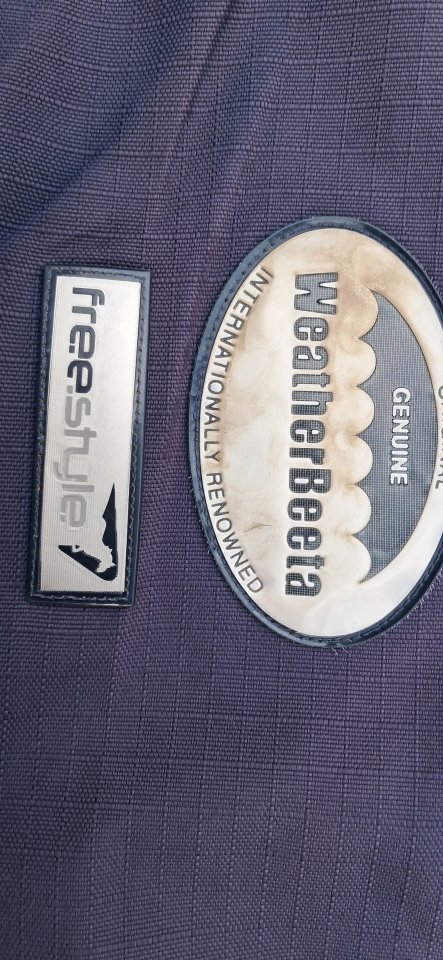 GENUINE
WeatherBeeta
INTERNATIONALLY RENOWNED
freestyle